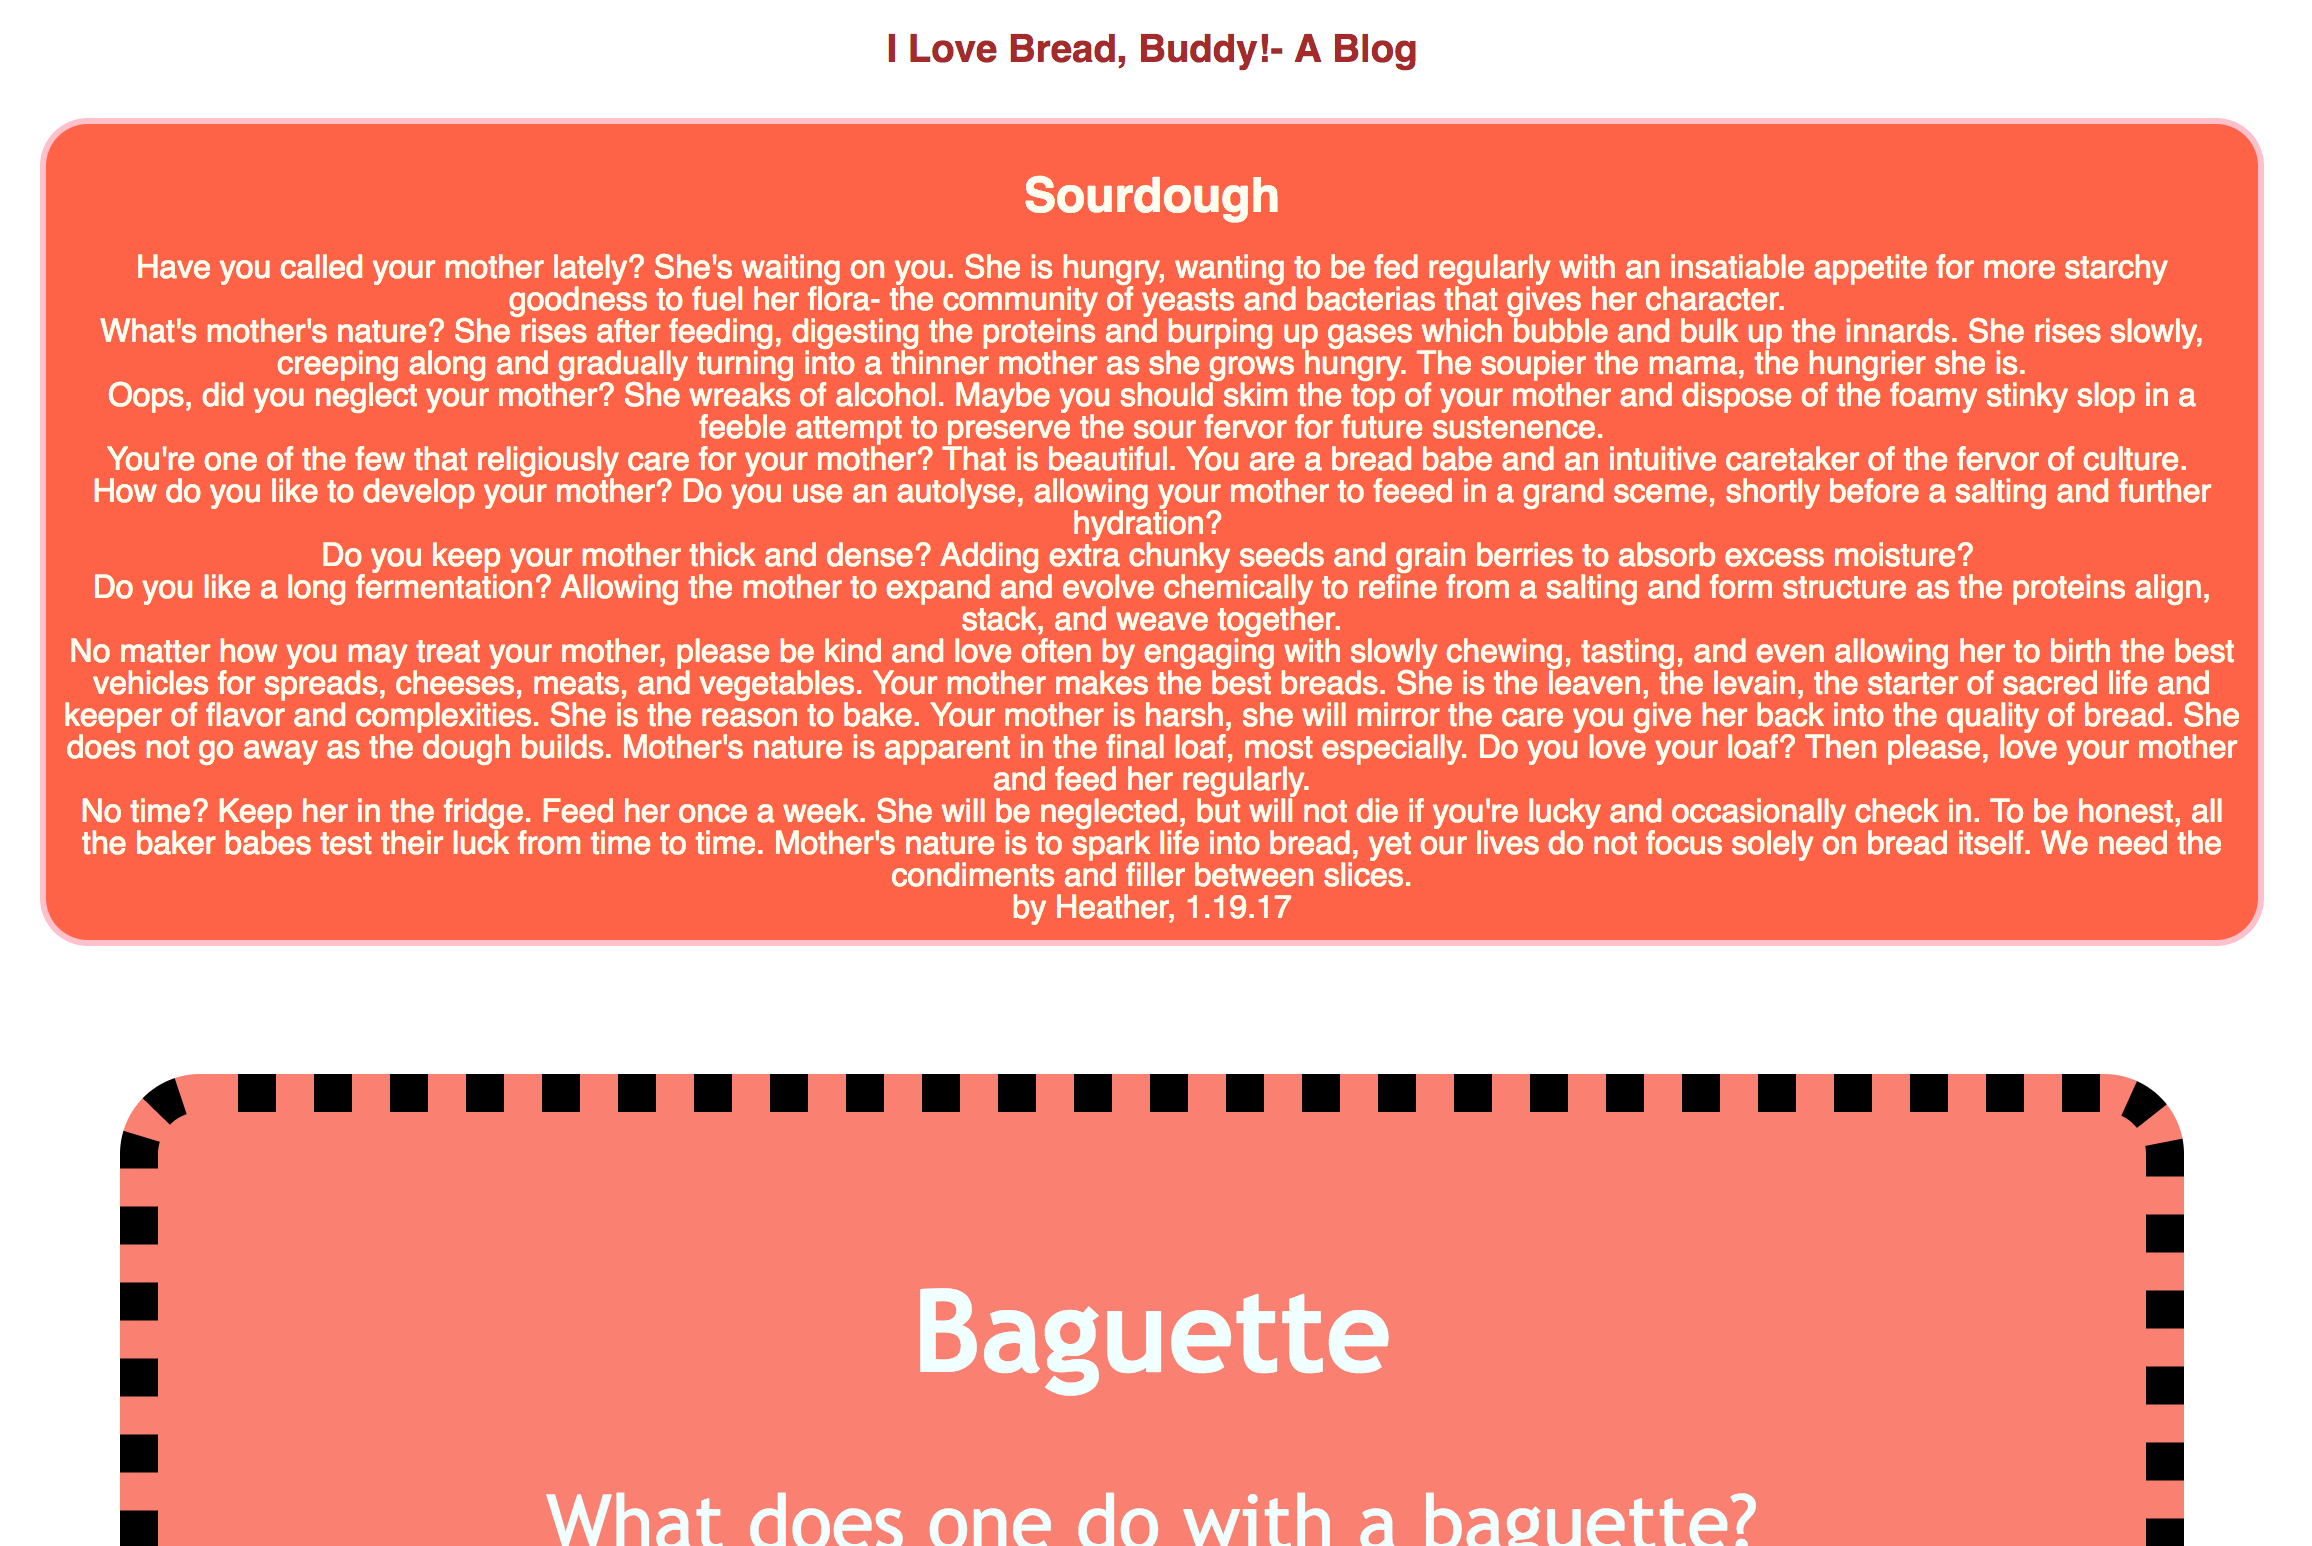 I Love Bread, Buddy!- A Blog
Sourdough
Have you called your mother lately? She's waiting on you. She is hungry, wanting to be fed regularly with an insatiable appetite for more starchy
goodness to fuel her flora- the community of yeasts and bacterias that gives her character.
What's mother's nature? She rises after feeding, digesting the proteins and burping up gases which bubble and bulk up the innards. She rises slowly,
creeping along and gradually turning into a thinner mother as she grows hungry. The soupier the mama, the hungrier she is.
Oops, did you neglect your mother? She wreaks of alcohol. Maybe you should skim the top of your mother and dispose of the foamy stinky slop in a
feeble attempt to preserve the sour fervor for future sustenence.
You're one of the few that religiously care for your mother? That is beautiful. You are a bread babe and an intuitive caretaker of the fervor of culture.
How do you like to develop your mother? Do you use an autolyse, allowing your mother to feeed in a grand sceme, shortly before a salting and further
hydration?
Do you keep your mother thick and dense? Adding extra chunky seeds and grain berries to absorb excess moisture?
Do you like a long fermentation? Allowing the mother to expand and evolve chemically to refine from a salting and form structure as the proteins align,
stack, and weave together.
No matter how you may treat your mother, please be kind and love often by engaging with slowly chewing, tasting, and even allowing her to birth the best
vehicles for spreads, cheeses, meats, and vegetables. Your mother makes the best breads. She is the leaven, the levain, the starter of sacred life and
keeper of flavor and complexities. She is the reason to bake. Your mother is harsh, she will mirror the care you give her back into the quality of bread. She
does not go away as the dough builds. Mother's nature is apparent in the final loaf, most especially. Do you love your loaf? Then please, love your mother
and feed her regularly.
No time? Keep her in the fridge. Feed her once a week. She will be neglected, but will not die if you're lucky and occasionally check in. To be honest, all
the baker babes test their luck from time to time. Mother's nature is to spark life into bread, yet our lives do not focus solely on bread itself. We need the
condiments and filler between slices.
by Heather, 1.19.17
Baguette
What does one do with a baguette?